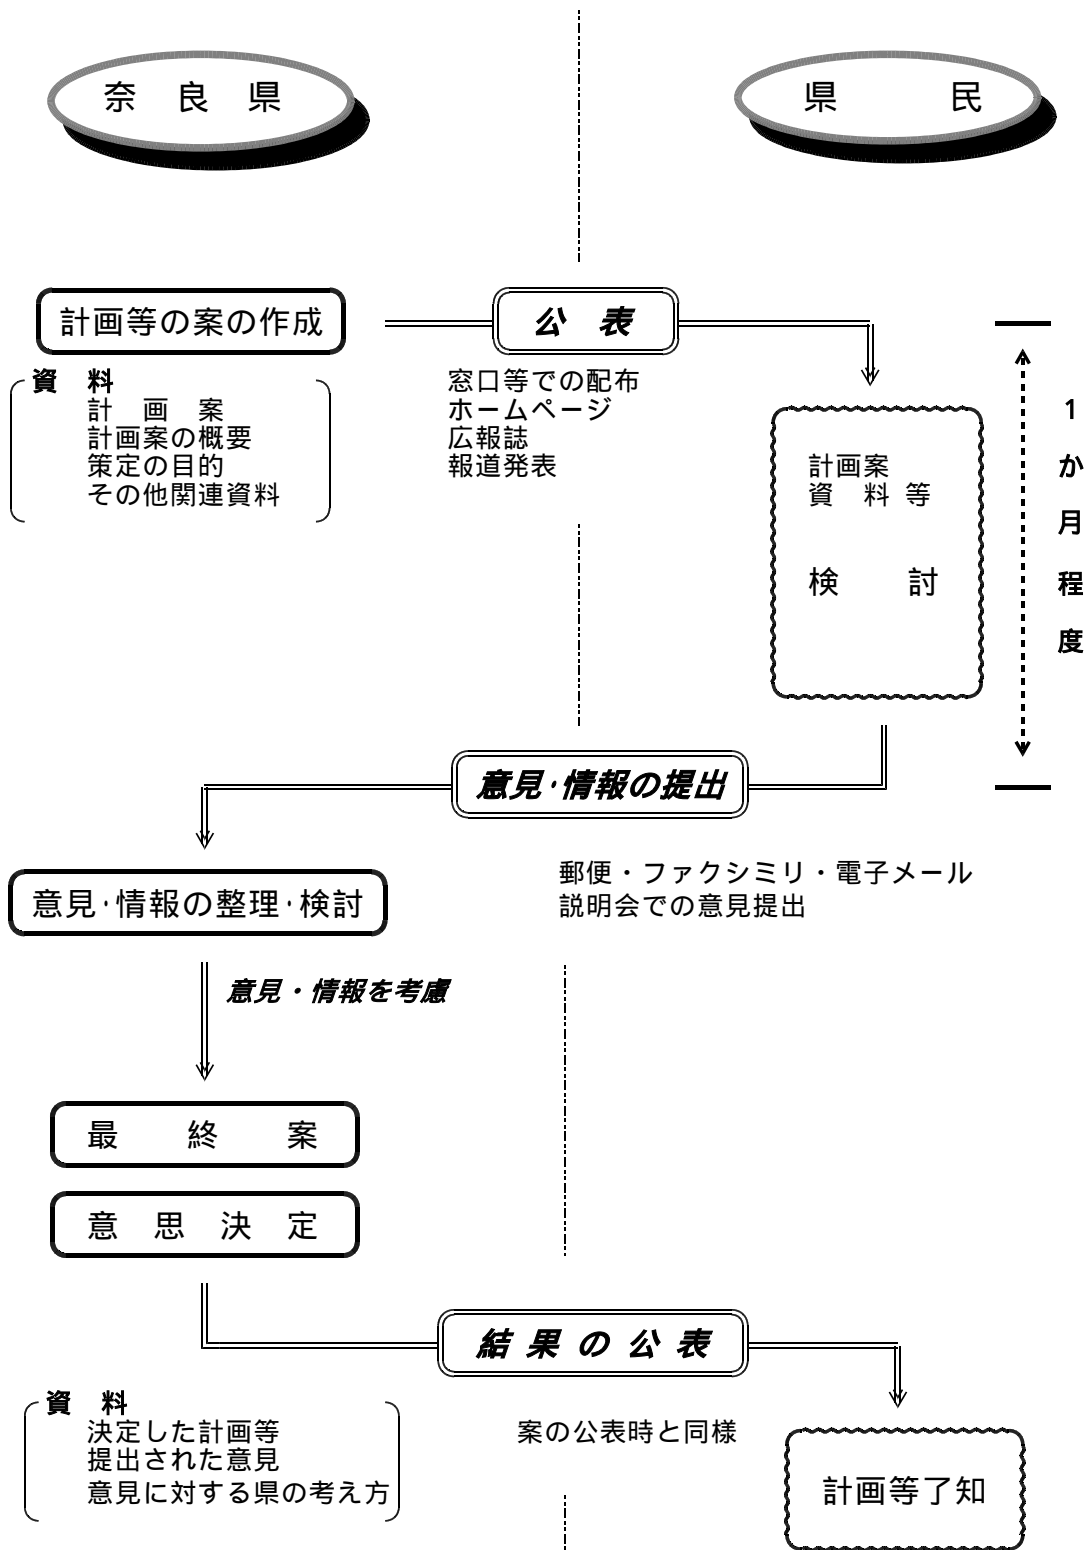 奈　良　県
県　　　民
計画等の案の作成
公　表
資　料
計　画　案
計画案の概要
策定の目的
その他関連資料
窓口等での配布
ホームページ
広報誌
報道発表
計画案
資　料 等
検　　討
1か月程度
意見・情報の提出
郵便・ファクシミリ・電子メール
説明会での意見提出
意見・情報の整理・検討
意見・情報を考慮
最　終　案
意　思　決　定
結 果 の 公 表
資　料
決定した計画等
提出された意見
意見に対する県の考え方
案の公表時と同様
計画等了知